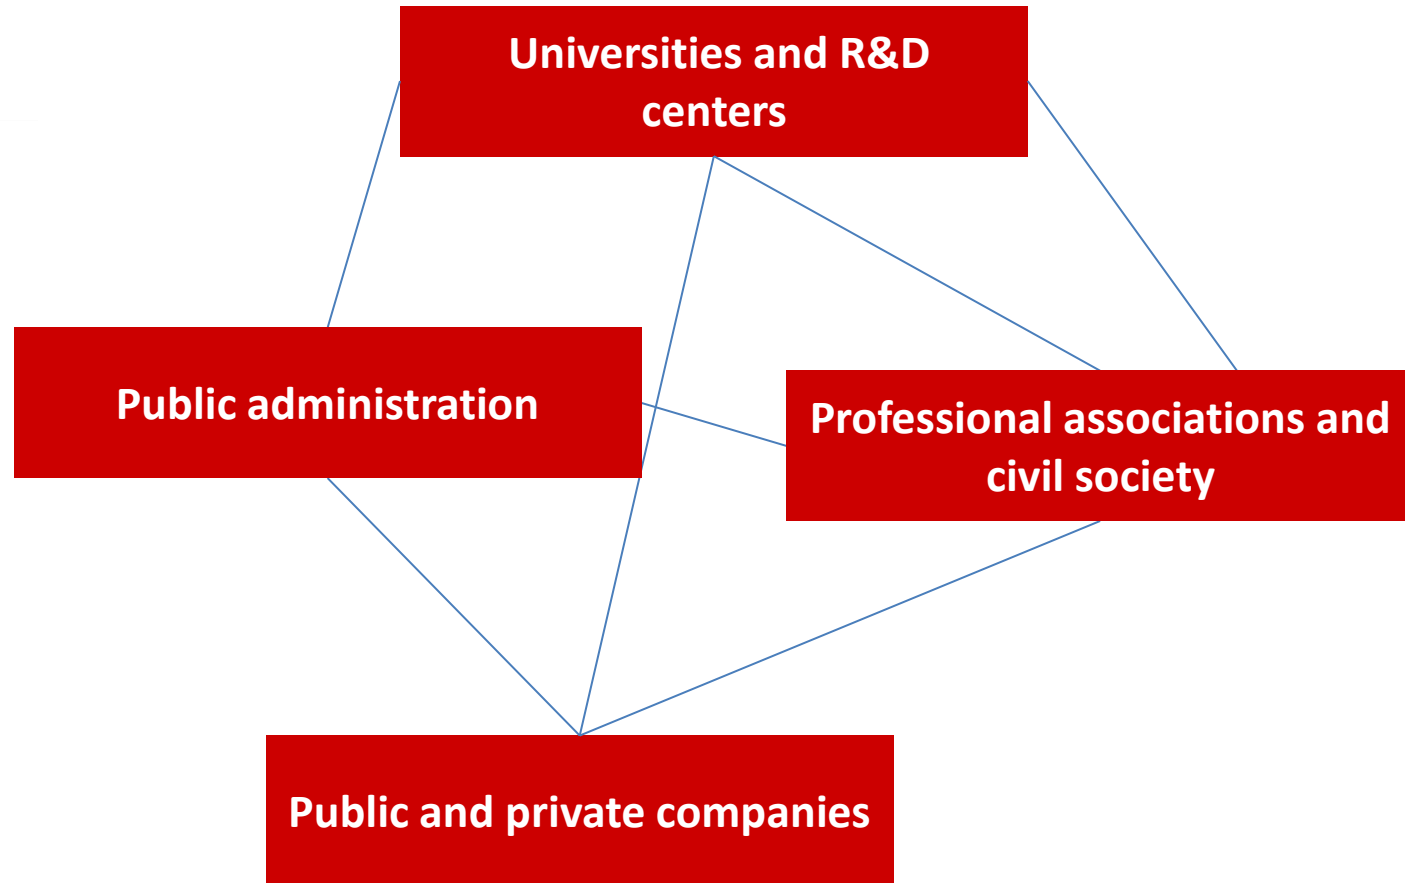 Universities and R&D
centers
Public administration
Professional associations and
civil society
Public and private companies